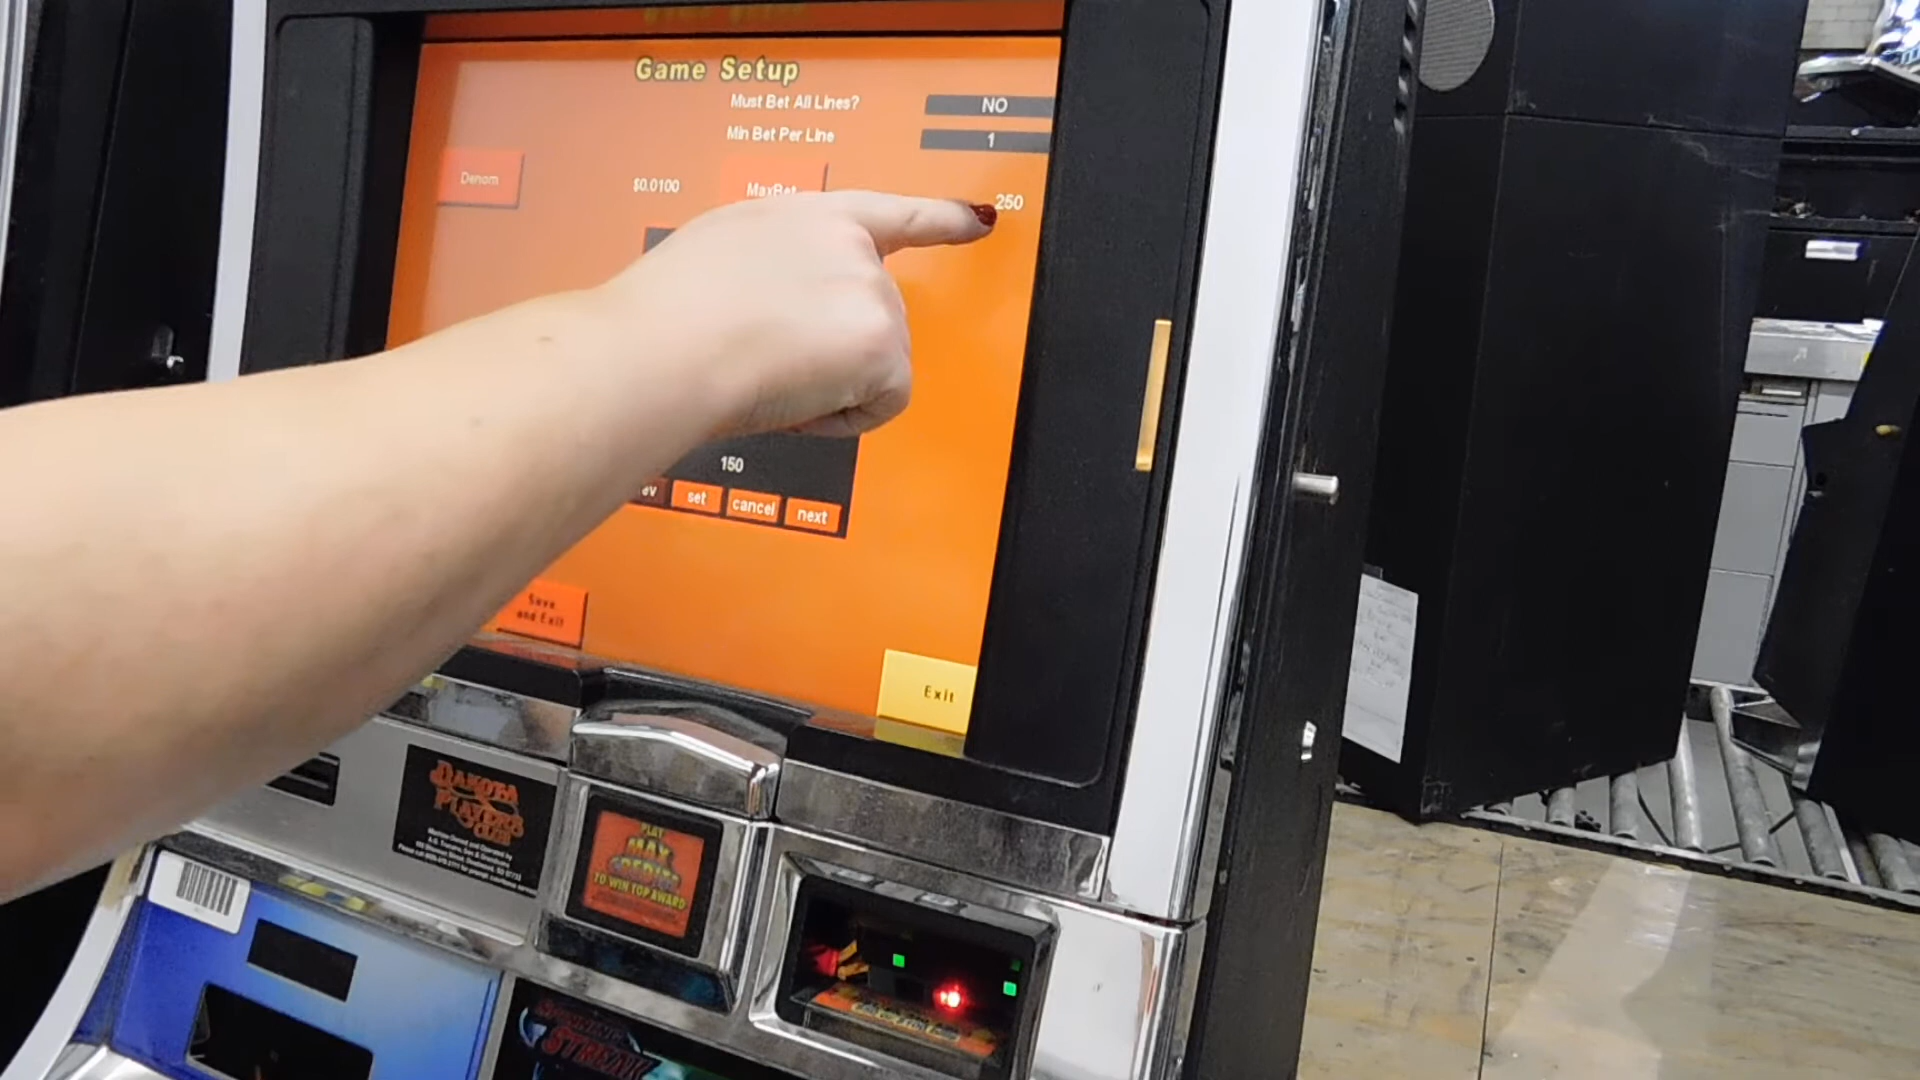 Game Setup
Must Bet All Lines? NO
Min Bet Per Line 1
Denom $0.0100 MaxBet 250
150
set cancel next
Save
and Exit
Exit
DAKOTA
PLAYERS
CLUB
PLAY
MAX
CREDITS
TO WIN TOP AWARD
STREAK